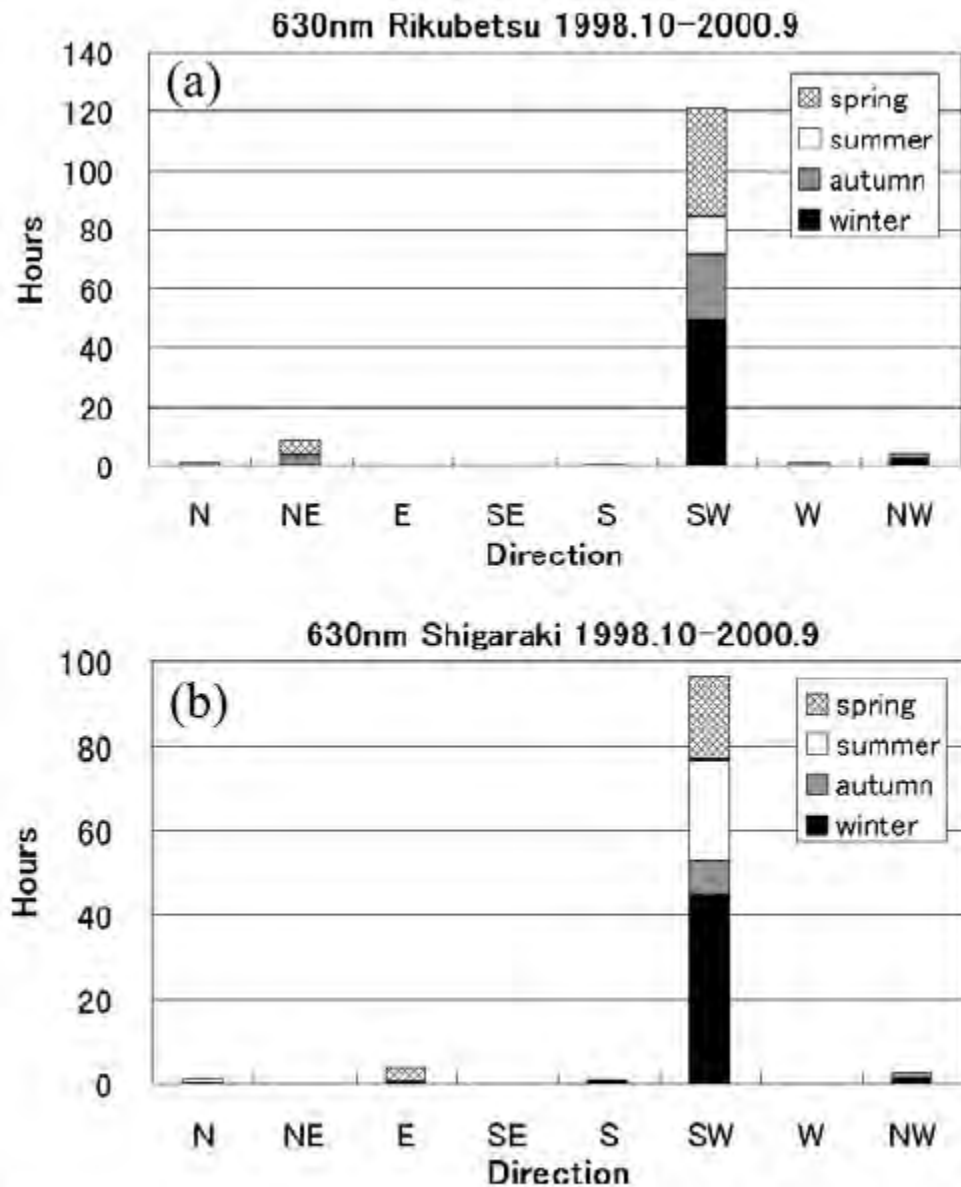 630nm Rikubetsu 1998.10-2000.9
(a)
140
120
100
80
60
40
20
0
Hours
spring
summer
autumn
winter
N NE E SE S SW W NW
Direction
630nm Shigaraki 1998.10-2000.9
(b)
100
80
60
40
20
0
Hours
spring
summer
autumn
winter
N NE E SE S SW W NW
Direction